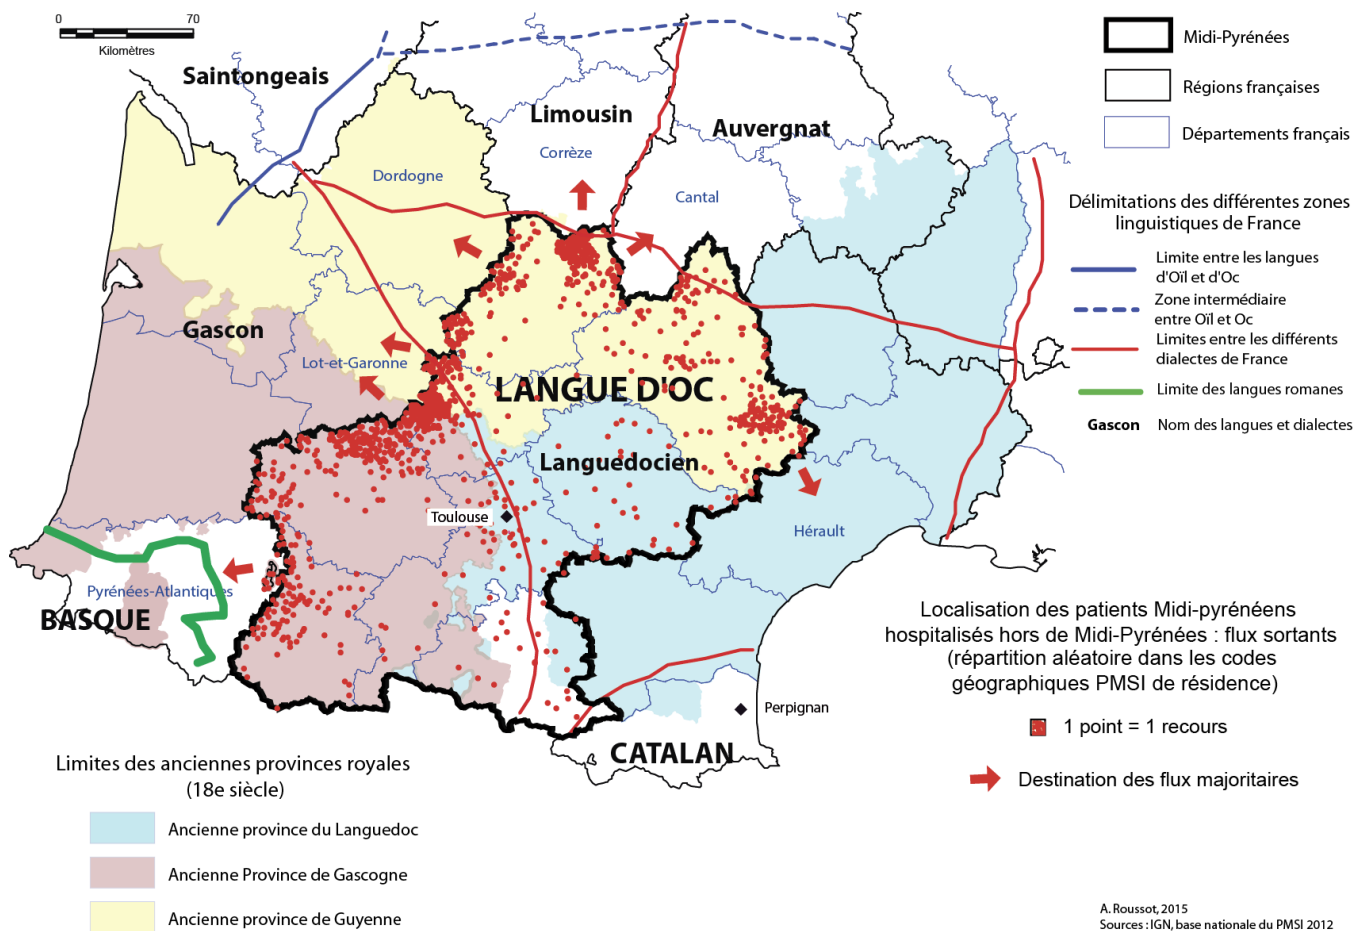 0
70
Kilomètres
Saintongeais
Limousin
Auvergnat
Corrèze
Dordogne
Cantal
Gascon
Lot-et-Garonne
LANGUE D'OC
Languedocien
Toulouse
Hérault
Pyrénées-Atlantiques
BASQUE
Perpignan
CATALAN
Midi-Pyrénées
Régions françaises
Départements français
Délimitations des différentes zones
linguistiques de France
Limite entre les langues
d'Oïl et d'Oc
Zone intermédiaire
entre Oïl et Oc
Limites entre les différents
dialectes de France
Limite des langues romanes
Gascon Nom des langues et dialectes
Localisation des patients Midi-pyrénéens
hospitalisés hors de Midi-Pyrénées : flux sortants
(répartition aléatoire dans les codes
géographiques PMSI de résidence)
1 point = 1 recours
Destination des flux majoritaires
Limites des anciennes provinces royales
(18e siècle)
Ancienne province du Languedoc
Ancienne Province de Gascogne
Ancienne province de Guyenne
A. Roussot, 2015
Sources : IGN, base nationale du PMSI 2012